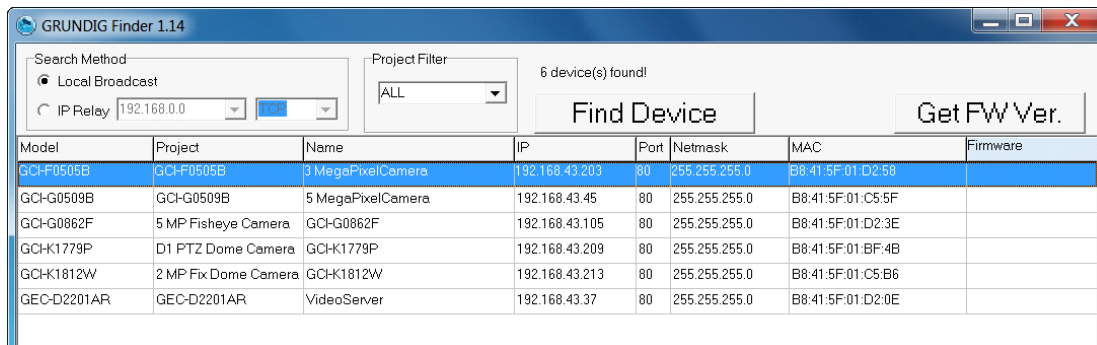 GRUNDIG Finder 1.14
Search Method
Local Broadcast
IP Relay 192.168.0.0 TCP
Project Filter
ALL
6 device(s) found!
Find Device
Get FW Ver.
Model Project Name IP Port Netmask MAC Firmware
GCI-F0505B GCI-F0505B 3 MegaPixelCamera 192.168.43.203 80 255.255.255.0 B8:41:5F:01:D2:58
GCI-G0509B GCI-G0509B 5 MegaPixelCamera 192.168.43.45 80 255.255.255.0 B8:41:5F:01:C5:5F
GCI-G0862F 5 MP Fisheye Camera GCI-G0862F 192.168.43.105 80 255.255.255.0 B8:41:5F:01:D2:3E
GCI-K1779P D1 PTZ Dome Camera GCI-K1779P 192.168.43.209 80 255.255.255.0 B8:41:5F:01:BF:4B
GCI-K1812W 2 MP Fix Dome Camera GCI-K1812W 192.168.43.213 80 255.255.255.0 B8:41:5F:01:C5:B6
GEC-D2201AR GEC-D2201AR VideoServer 192.168.43.37 80 255.255.255.0 B8:41:5F:01:D2:0E